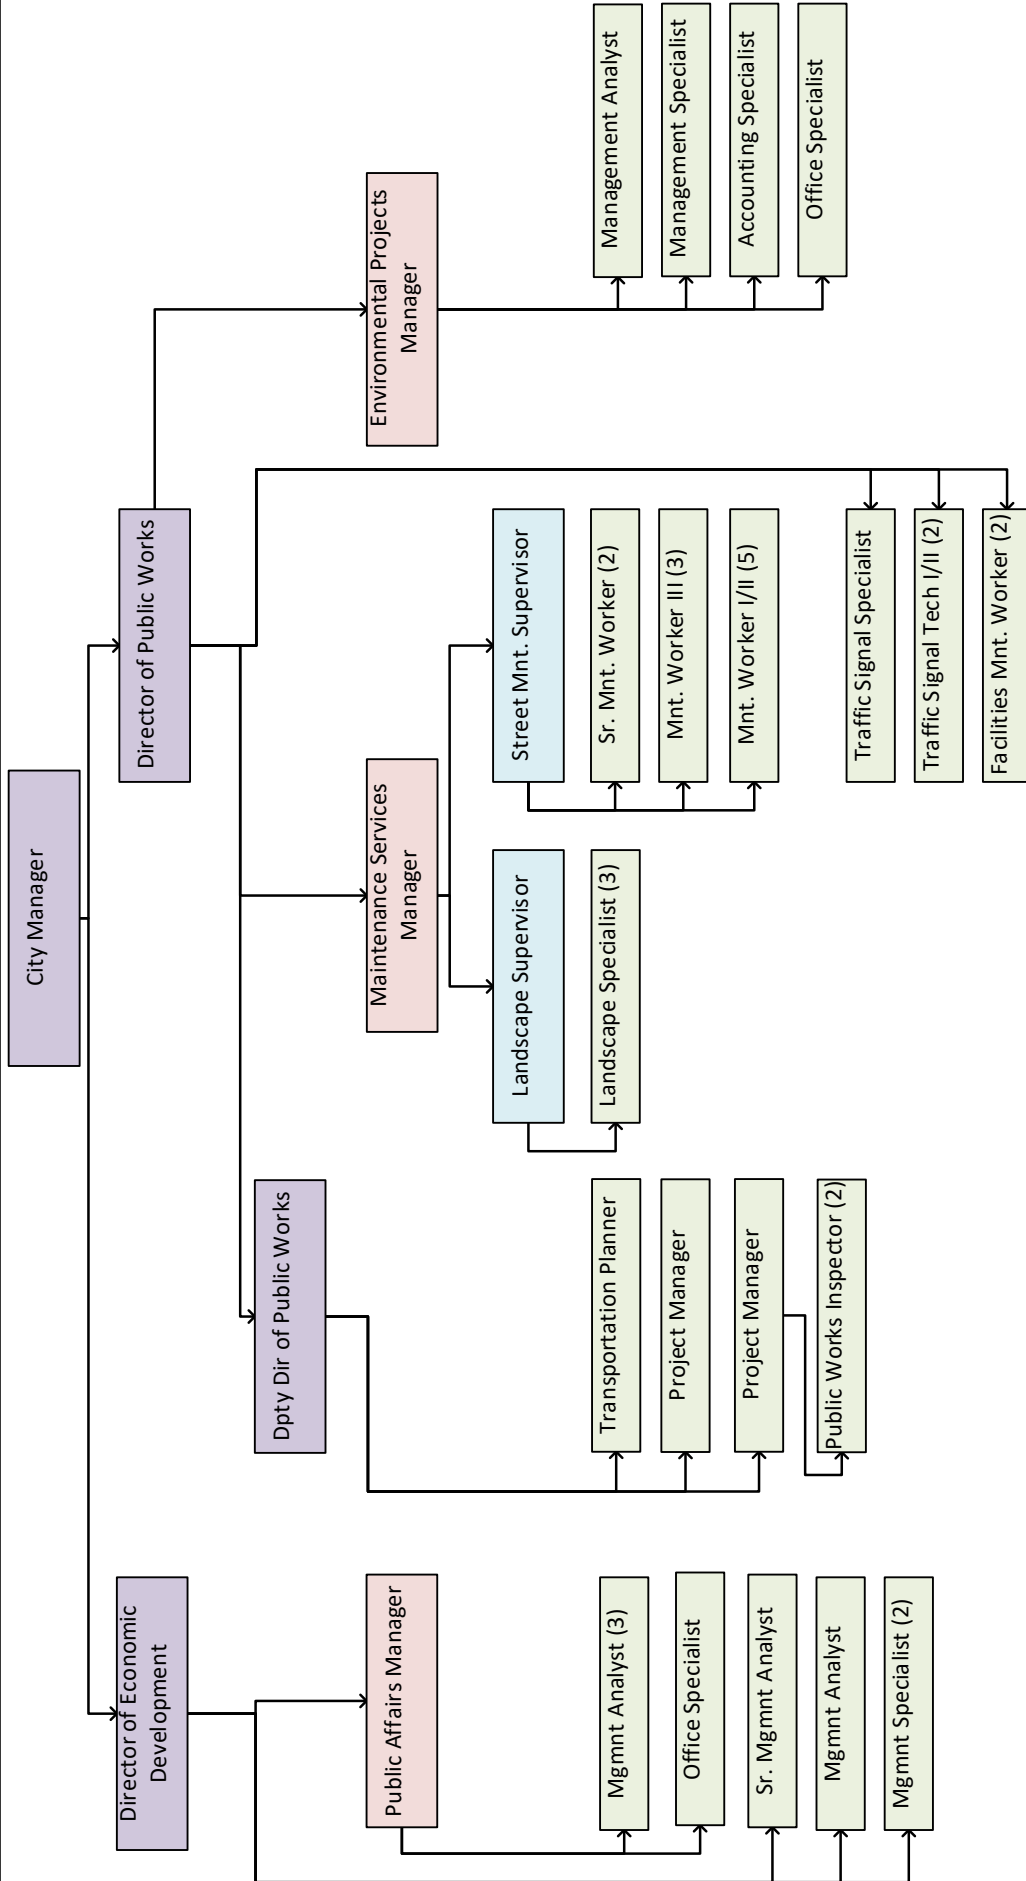 City Manager
Director of Economic
Development
Director of Public Works
Dpty Dir of Public Works
Public Affairs Manager
Maintenance Services
Manager
Environmental Projects
Manager
Landscape Supervisor
Street Mnt. Supervisor
Mgmnt Analyst (3)
Office Specialist
Sr. Mgmnt Analyst
Mgmnt Analyst
Mgmnt Specialist (2)
Transportation Planner
Project Manager
Project Manager
Public Works Inspector (2)
Landscape Specialist (3)
Sr. Mnt. Worker (2)
Mnt. Worker III (3)
Mnt. Worker I/II (5)
Traffic Signal Specialist
Traffic Signal Tech I/II (2)
Facilities Mnt. Worker (2)
Management Analyst
Management Specialist
Accounting Specialist
Office Specialist